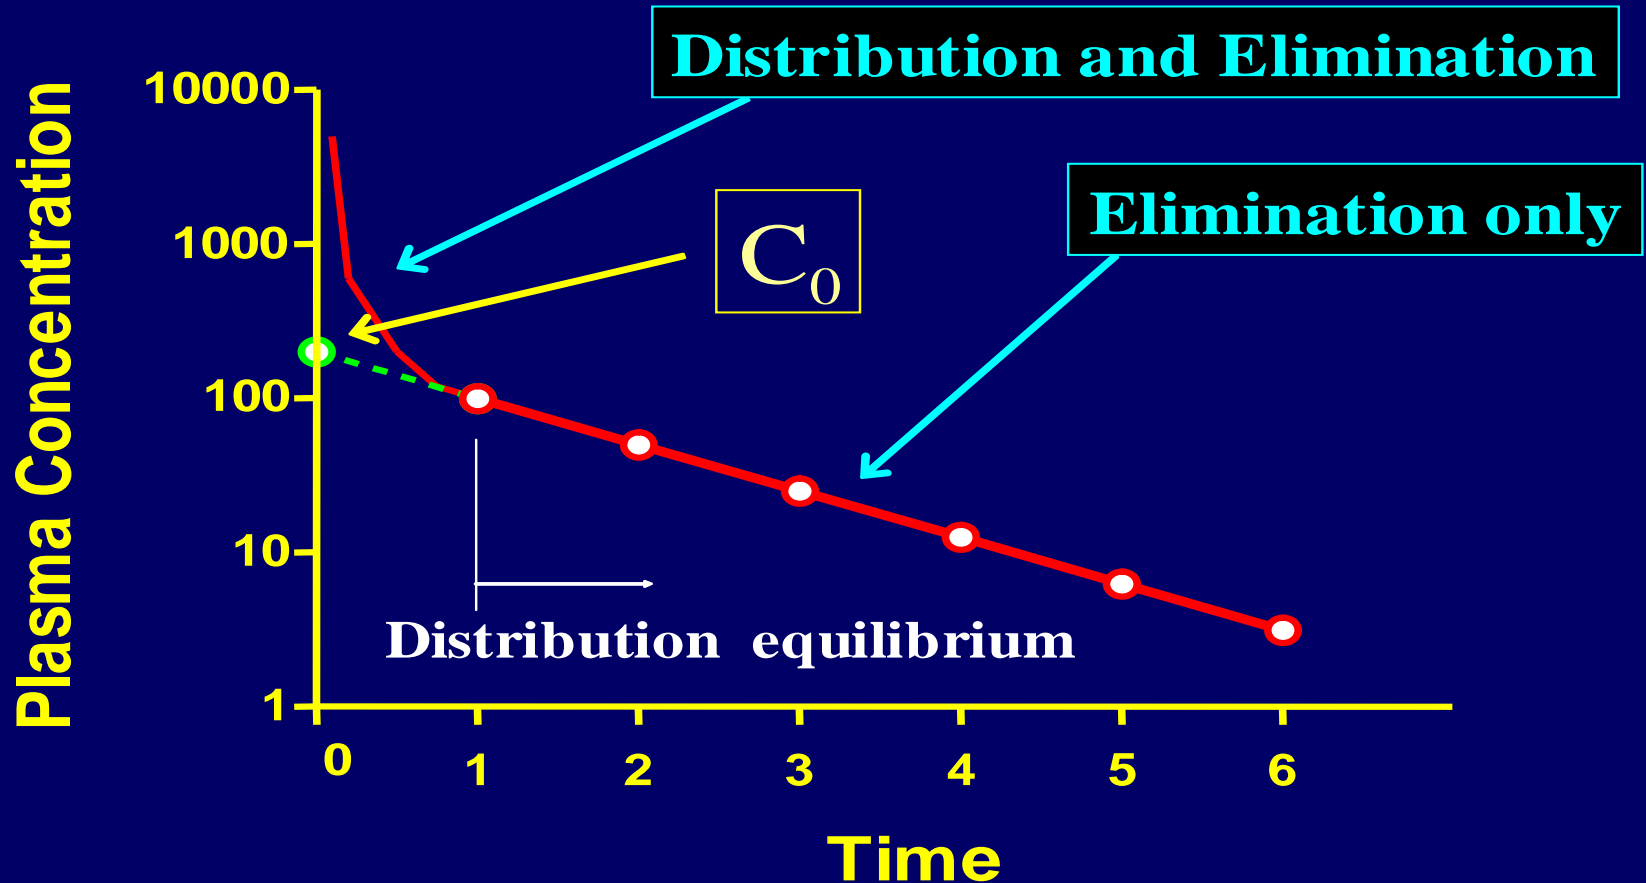 Distribution and Elimination
Elimination only
C₀
Plasma Concentration
10000
1000
100
10
1
Distribution equilibrium
0 1 2 3 4 5 6
Time